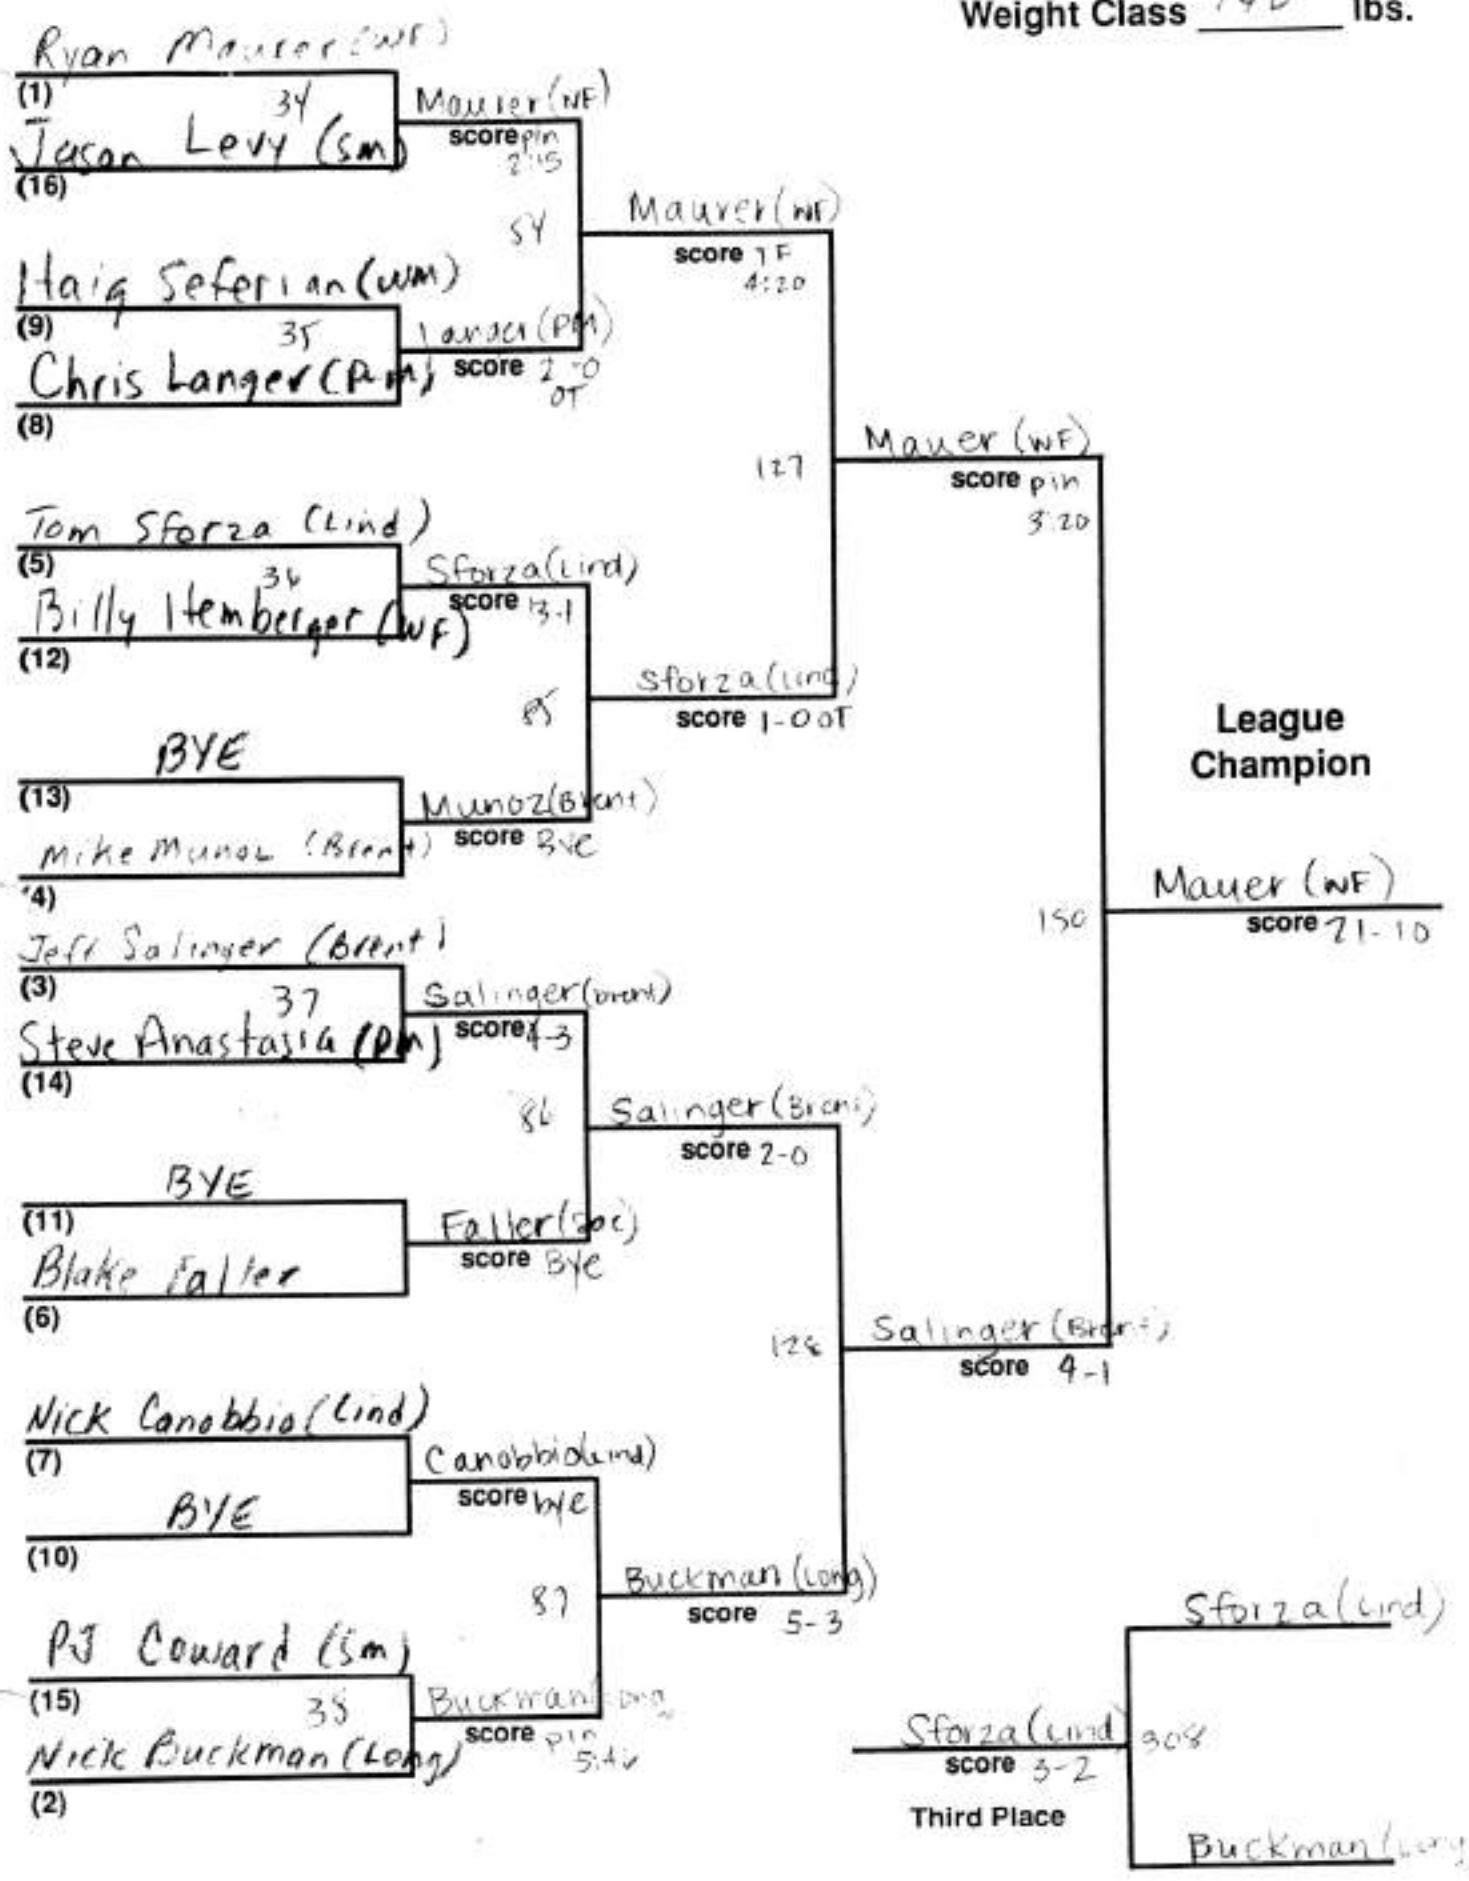 Weight Class lbs.
Ryan Maurer (WF)
(1)
34
Jason Levy (Sm)
(16)
Maurer (WF)
score pin
2:15
54
Haig Seferian (WM)
(9)
35
Chris Langer (P.m)
(8)
Langer (PM)
score 2-0
OT
Maurer (WF)
score TF
4:20
127
Tom Sforza (Lind)
(5)
36
Billy Hemberger (WF)
(12)
Sforza (Lind)
score 13-1
85
BYE
(13)
Mike Munoz (Brent)
(4)
Munoz (Brent)
score Bye
Sforza (Lind)
score 1-0 OT
Mauer (WF)
score pin
3:20
League
Champion
150
Mauer (WF)
score 21-10
Jeff Salinger (Brent)
(3)
37
Steve Anastasia (PM)
(14)
Salinger (Brent)
score 4-3
86
BYE
(11)
Blake Faller
(6)
Faller
score Bye
Salinger (Brent)
score 2-0
128
Salinger (Brent)
score 4-1
Nick Canobbio (Lind)
(7)
BYE
(10)
Canobbio (Lind)
score bye
87
PJ Coward (Sm)
(15)
38
Nick Buckman (Long)
(2)
Buckman (Long
score pin
Buckman (Long)
score 5-3
Sforza (Lind)
Sforza (Lind)
score 3-2
308
Third Place
Buckman (Long